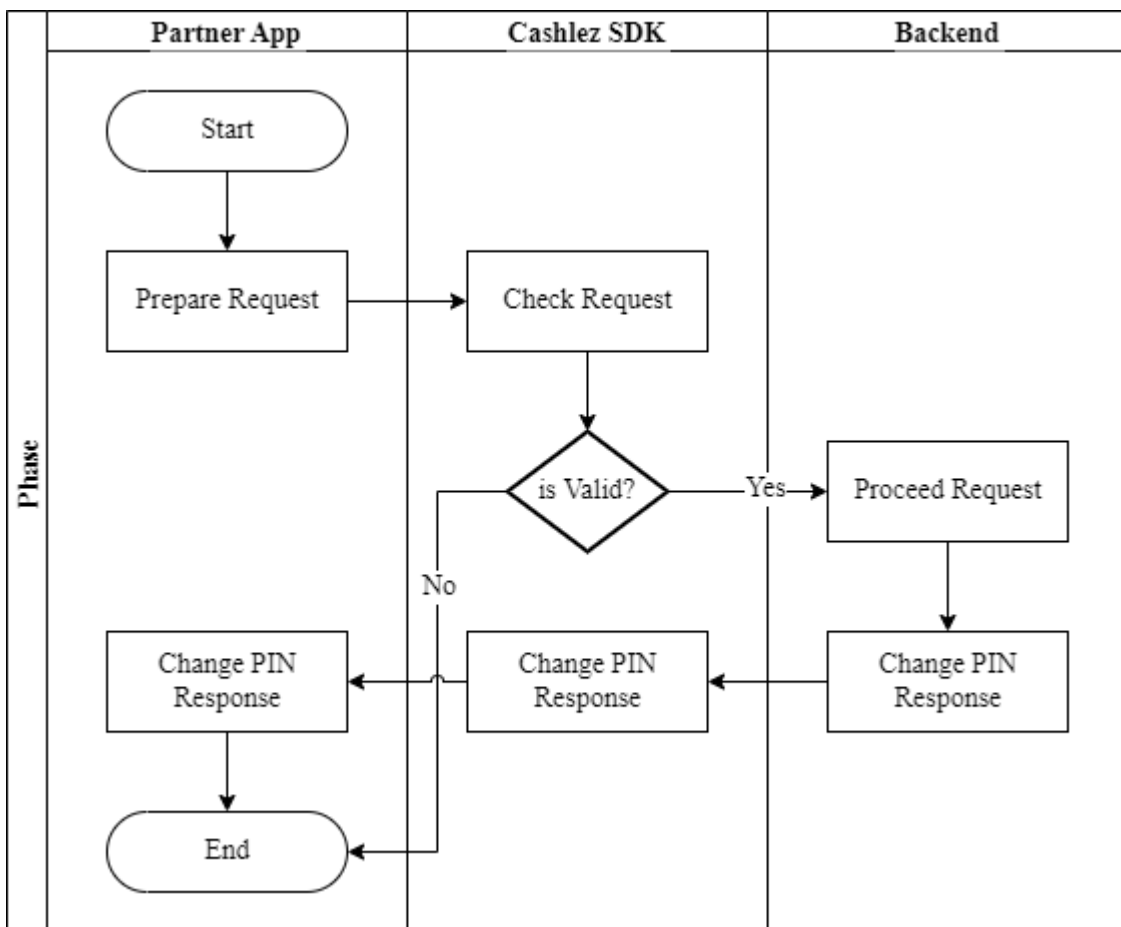 Partner App
Cashlez SDK
Backend
Phase
Start
Prepare Request
Check Request
is Valid?
Yes
Proceed Request
No
Change PIN
Response
Change PIN
Response
Change PIN
Response
End